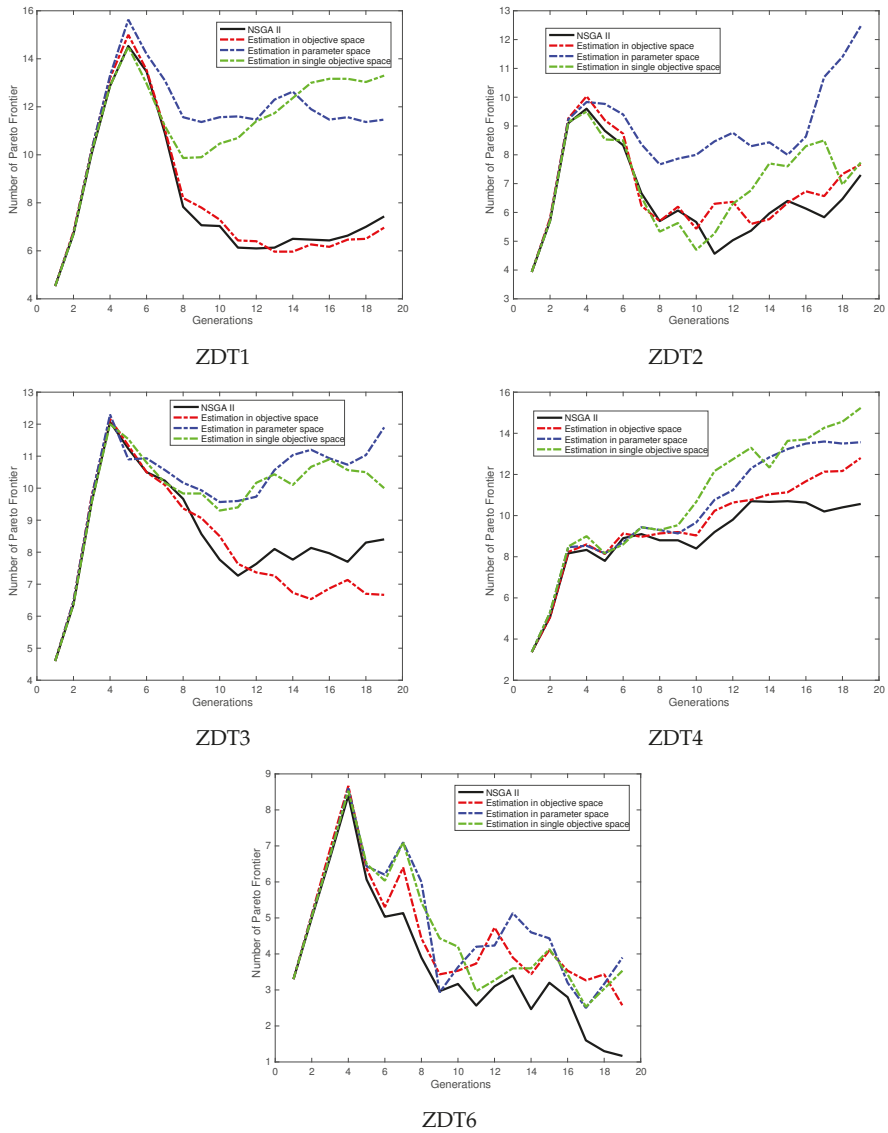 16
14
12
10
8
6
4
Number of Pareto Frontier
NSGA II
Estimation in objective space
Estimation in parameter space
Estimation in single objective space
0 2 4 6 8 10 12 14 16 18 20
Generations
ZDT1
13
12
11
10
9
8
7
6
5
4
3
Number of Pareto Frontier
NSGA II
Estimation in objective space
Estimation in parameter space
Estimation in single objective space
0 2 4 6 8 10 12 14 16 18 20
Generations
ZDT2
13
12
11
10
9
8
7
6
5
4
Number of Pareto Frontier
NSGA II
Estimation in objective space
Estimation in parameter space
Estimation in single objective space
0 2 4 6 8 10 12 14 16 18 20
Generations
ZDT3
16
14
12
10
8
6
4
2
Number of Pareto Frontier
NSGA II
Estimation in objective space
Estimation in parameter space
Estimation in single objective space
0 2 4 6 8 10 12 14 16 18 20
Generations
ZDT4
9
8
7
6
5
4
3
2
1
Number of Pareto Frontier
NSGA II
Estimation in objective space
Estimation in parameter space
Estimation in single objective space
0 2 4 6 8 10 12 14 16 18 20
Generations
ZDT6